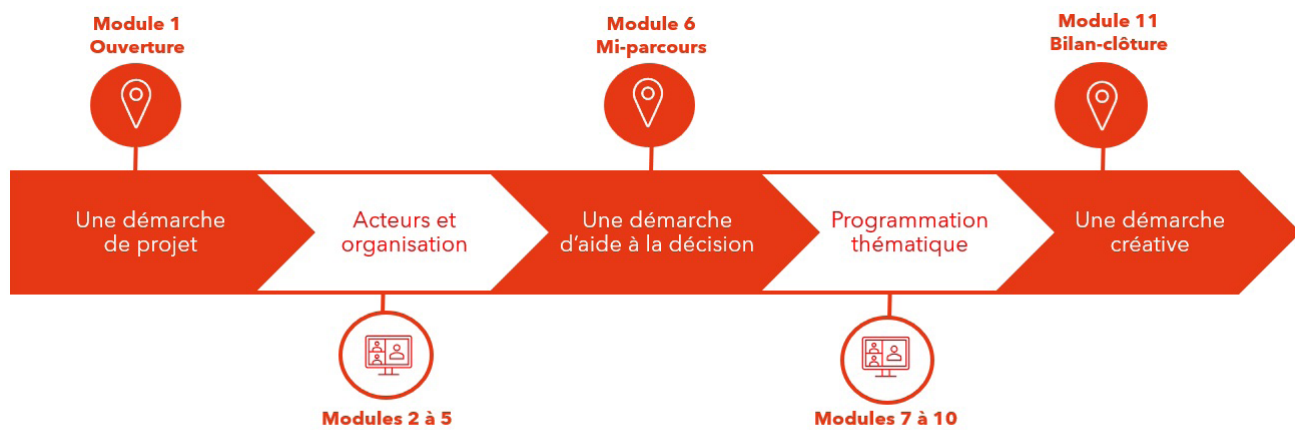 Module 1
Ouverture
Module 6
Mi-parcours
Module 11
Bilan-clôture
Une démarche
de projet
Acteurs et
organisation
Une démarche
d'aide à la décision
Programmation
thématique
Une démarche
créative
Modules 2 à 5
Modules 7 à 10